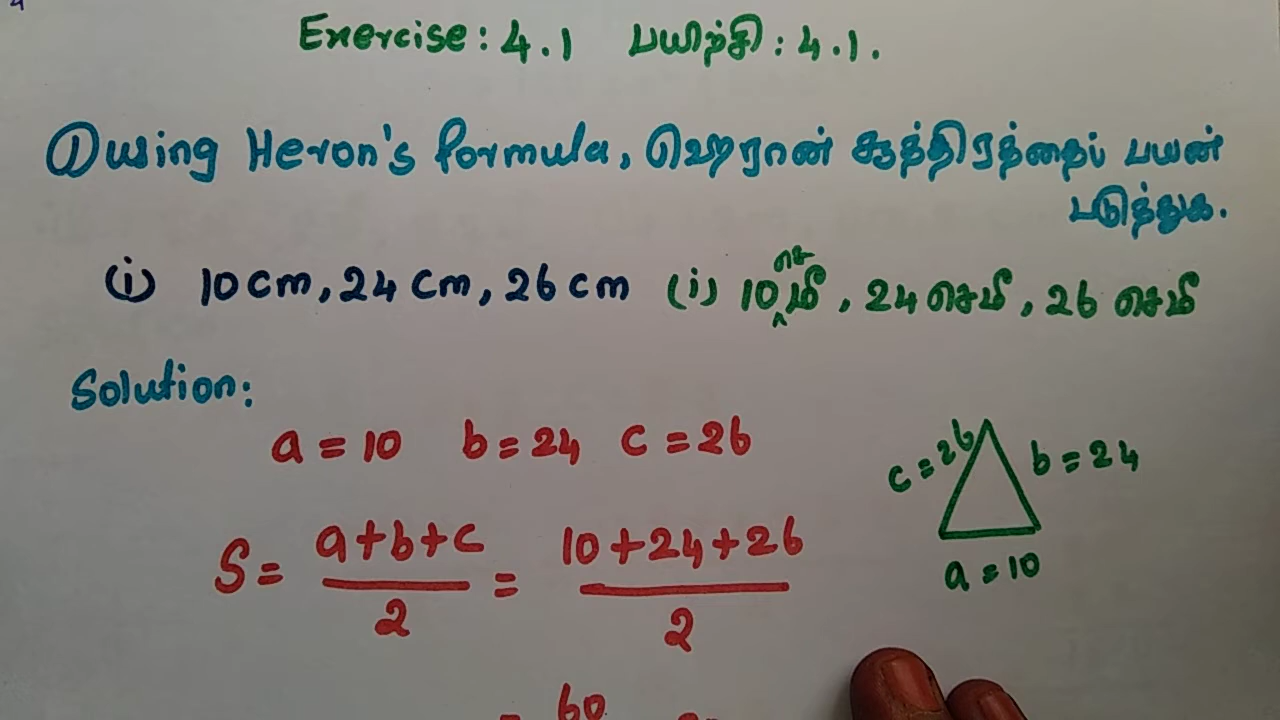 Exercise: 4.1 பயிற்சி: 4.1.
① using Heron's formula, ஹெரான் சூத்திரத்தைப் பயன்
படுத்துக.
(i) 10 cm, 24 cm, 26 cm (i) 10 செமீ, 24 செமீ, 26 செமீ
Solution:
a = 10 b = 24 c = 26
c = 26 b = 24
S = a+b+c / 2 = 10+24+26 / 2
a = 10
= 60